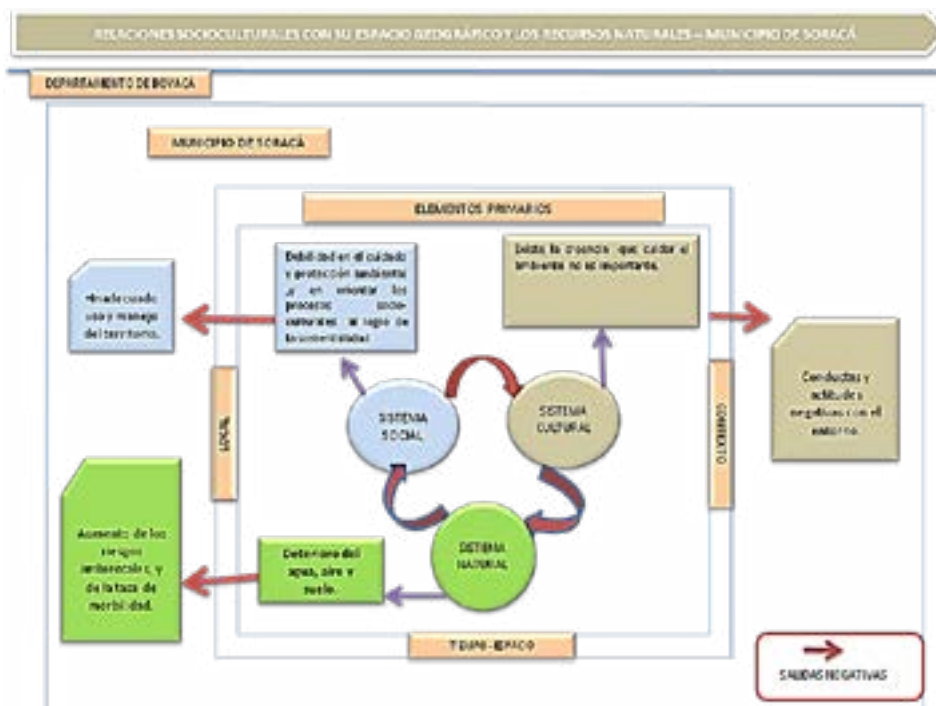 RELACIONES SOCIOCULTURALES CON SU ESPACIO GEOGRÁFICO Y LOS RECURSOS NATURALES – MUNICIPIO DE SORACÁ
DEPARTAMENTO DE BOYACÁ
MUNICIPIO DE SORACÁ
ELEMENTOS PRIMARIOS
Debilidad en el cuidado
y protección ambiental
y en orientar los
procesos socio-
culturales al logro de
la sostenibilidad
Existe la creencia que cuidar el
ambiente no es importante.
Inadecuado
uso y manejo
del territorio.
Conductas y
actitudes
negativas con el
entorno.
SISTEMA
SOCIAL
SISTEMA
CULTURAL
CONTEXTO
SISTEMA
NATURAL
Deterioro del
agua, aire y
suelo.
Aumento de los
riesgos
ambientales, y
de la tasa de
morbilidad.
SALIDAS NEGATIVAS